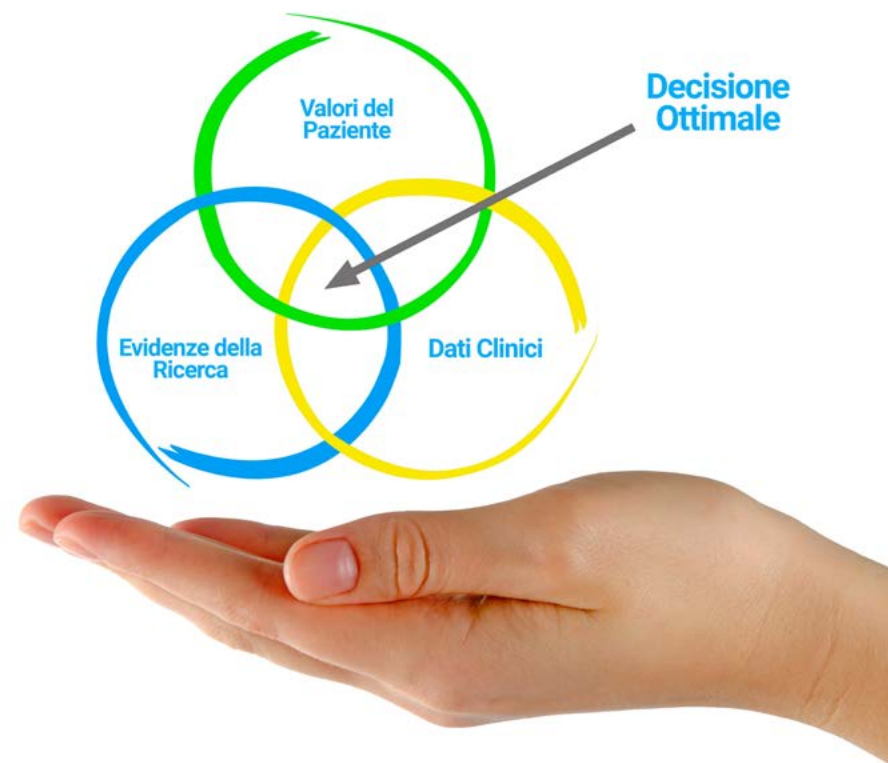 Valori del
Paziente
Decisione
Ottimale
Evidenze della
Ricerca
Dati Clinici